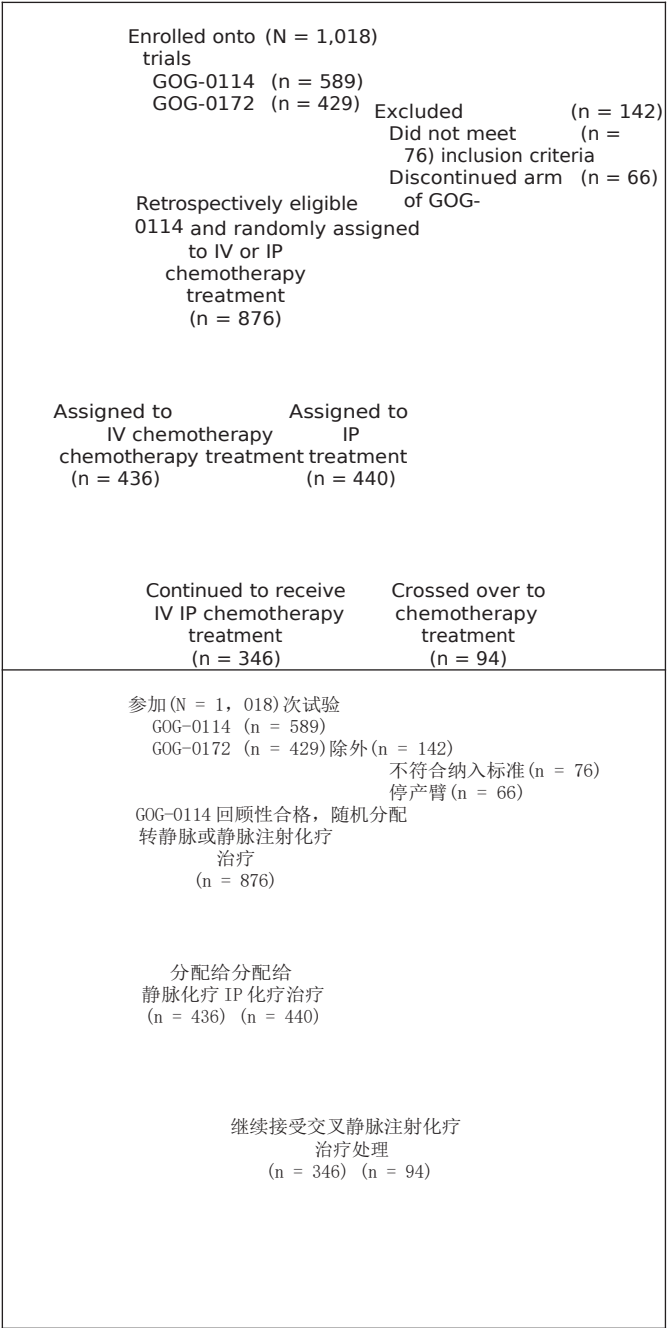 Enrolled onto (N = 1,018)
trials
GOG-0114 (n = 589)
GOG-0172 (n = 429)
Excluded (n = 142)
Did not meet (n =
76) inclusion criteria
Discontinued arm (n = 66)
of GOG-
Retrospectively eligible
0114 and randomly assigned
to IV or IP
chemotherapy
treatment
(n = 876)
Assigned to Assigned to
IV chemotherapy IP
chemotherapy treatment treatment
(n = 436) (n = 440)
Continued to receive Crossed over to
IV IP chemotherapy chemotherapy
treatment treatment
(n = 346) (n = 94)
参加(N = 1, 018)次试验
GOG-0114 (n = 589)
GOG-0172 (n = 429)除外(n = 142)
不符合纳入标准(n = 76)
停产臂(n = 66)
GOG-0114 回顾性合格，随机分配
转静脉或静脉注射化疗
治疗
(n = 876)
分配给分配给
静脉化疗 IP 化疗治疗
(n = 436) (n = 440)
继续接受交叉静脉注射化疗
治疗处理
(n = 346) (n = 94)